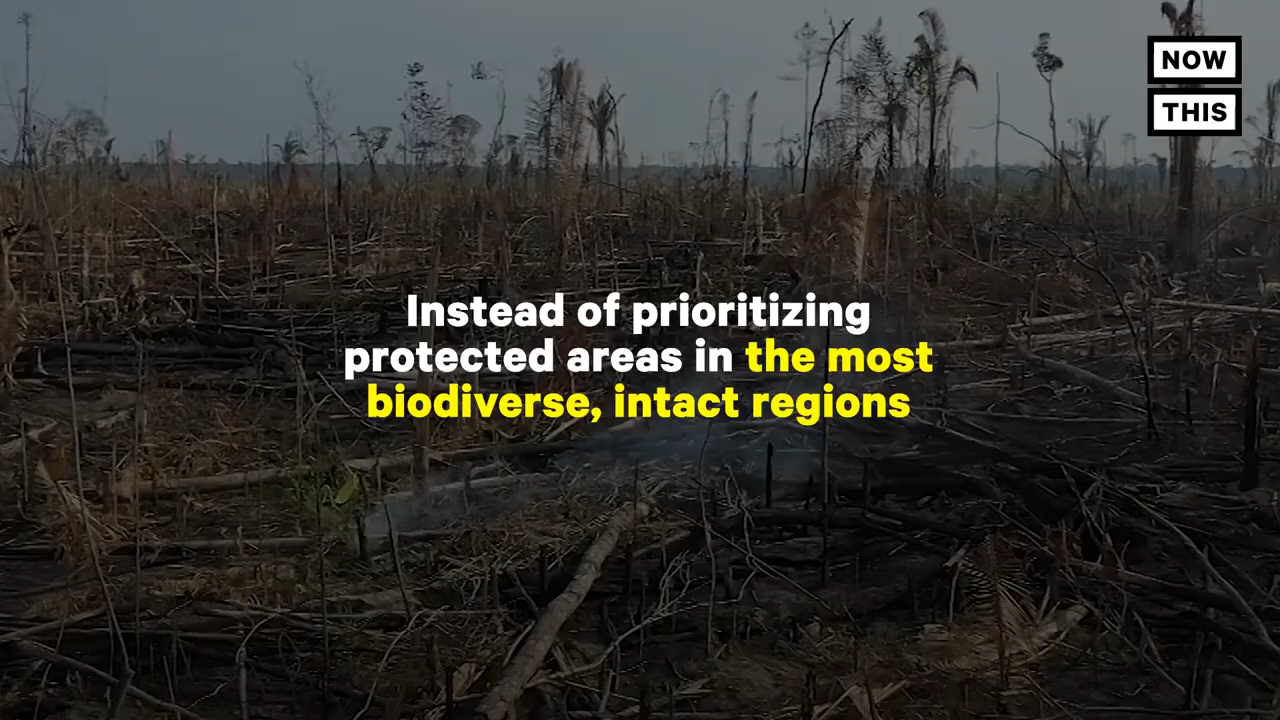 NOW
THIS
Instead of prioritizing
protected areas in the most
biodiverse, intact regions